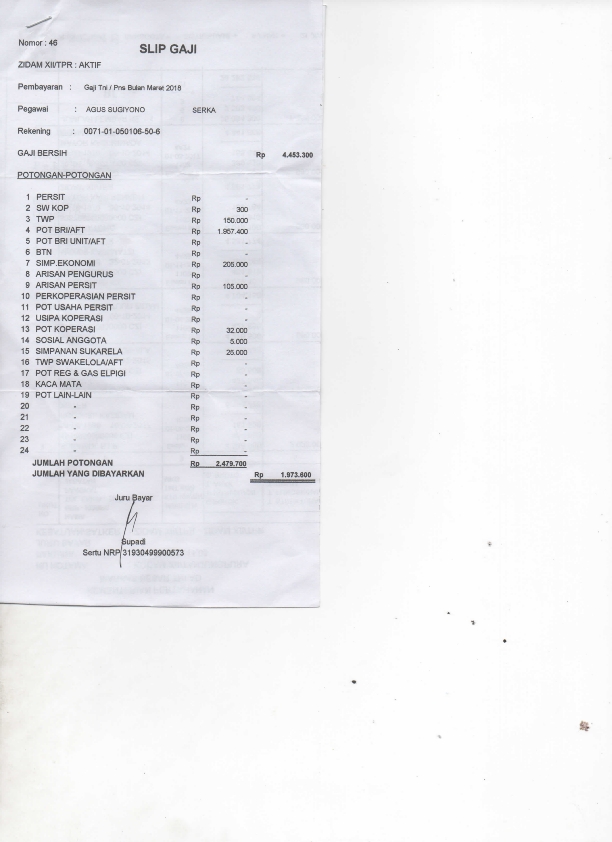 Nomor : 46
SLIP GAJI
ZIDAM XII/TPR : AKTIF
Pembayaran : Gaji Tni / Pns Bulan Maret 2018
Pegawai : AGUS SUGIYONO SERKA
Rekening : 0071-01-050106-50-6
GAJI BERSIH Rp 4.453.300
POTONGAN-POTONGAN
1 PERSIT Rp -
2 SW KOP Rp 300
3 TWP Rp 150.000
4 POT BRI/AFT Rp 1.957.400
5 POT BRI UNIT/AFT Rp -
6 BTN Rp -
7 SIMP.EKONOMI Rp 205.000
8 ARISAN PENGURUS Rp -
9 ARISAN PERSIT Rp 105.000
10 PERKOPERASIAN PERSIT Rp -
11 POT USAHA PERSIT Rp -
12 USIPA KOPERASI Rp -
13 POT KOPERASI Rp 32.000
14 SOSIAL ANGGOTA Rp 5.000
15 SIMPANAN SUKARELA Rp 25.000
16 TWP SWAKELOLA/AFT Rp -
17 POT REG & GAS ELPIGI Rp -
18 KACA MATA Rp -
19 POT LAIN-LAIN Rp -
20 - Rp -
21 - Rp -
22 - Rp -
23 - Rp -
24 - Rp -
JUMLAH POTONGAN Rp 2.479.700
JUMLAH YANG DIBAYARKAN Rp 1.973.600
Juru Bayar
Supadi
Sertu NRP 31930499900573